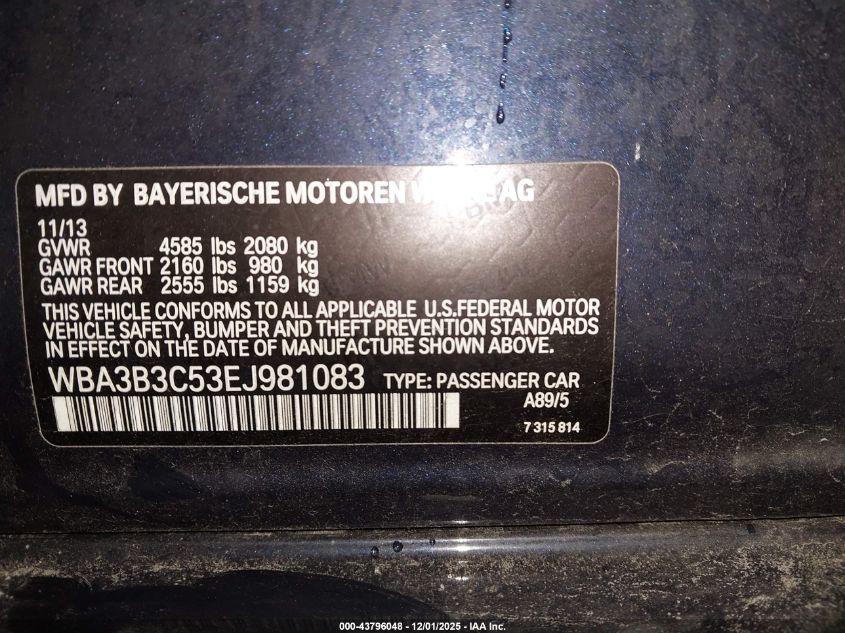 MFD BY BAYERISCHE MOTOREN AG
11/13
GVWR 4585 lbs 2080 kg
GAWR FRONT 2160 lbs 980 kg
GAWR REAR 2555 lbs 1159 kg
THIS VEHICLE CONFORMS TO ALL APPLICABLE U.S.FEDERAL MOTOR
VEHICLE SAFETY, BUMPER AND THEFT PREVENTION STANDARDS
IN EFFECT ON THE DATE OF MANUFACTURE SHOWN ABOVE.
WBA3B3C53EJ981083 TYPE: PASSENGER CAR
A89/5
7 315 814
000-43796048 - 12/01/2025 - IAA Inc.